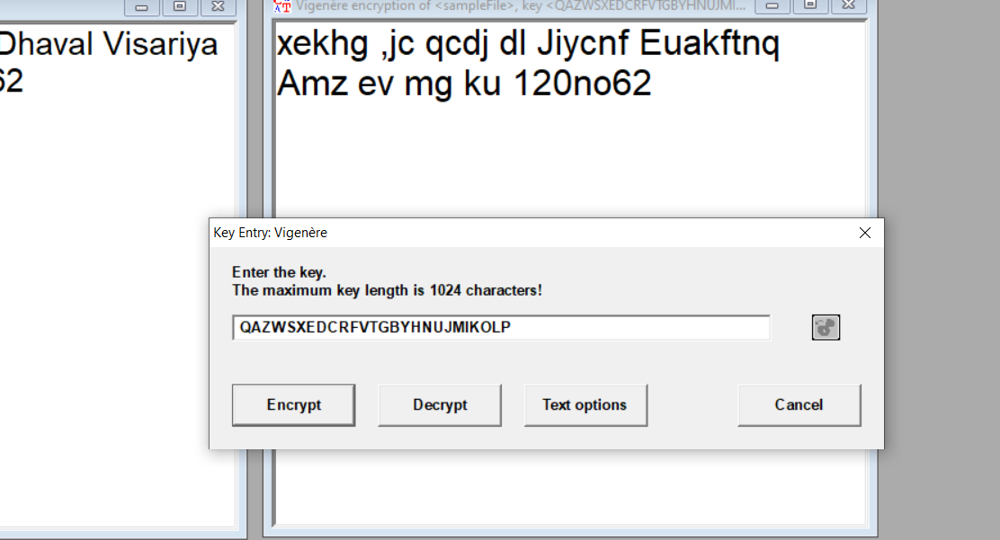 Dhaval Visariya
62
Vigenère encryption of <sampleFile>, key <QAZWSXEDCRFVTGBYHNUJMI...
xekhg ,jc qcdj dl Jiycnf Euakftnq
Amz ev mg ku 120no62
Key Entry: Vigenère
Enter the key.
The maximum key length is 1024 characters!
QAZWSXEDCRFVTGBYHNUJMIKOLP
Encrypt Decrypt Text options Cancel